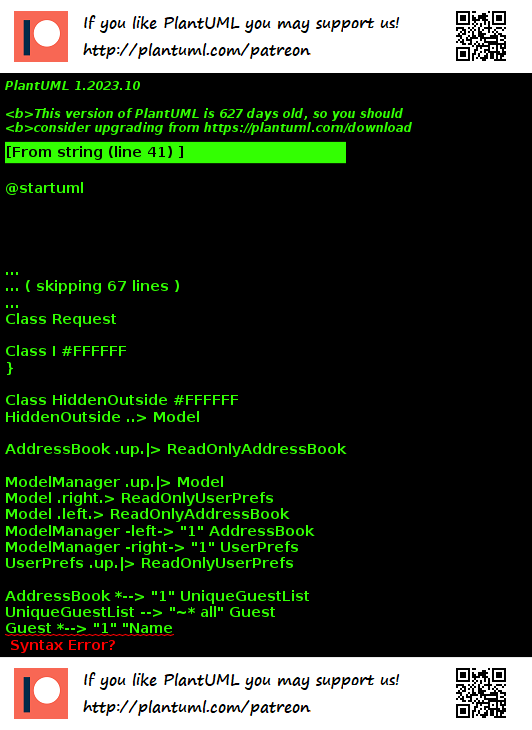 If you like PlantUML you may support us!
http://plantuml.com/patreon
PlantUML 1.2023.10
<b>This version of PlantUML is 627 days old, so you should
<b>consider upgrading from https://plantuml.com/download
[From string (line 41) ]
@startuml
...
... ( skipping 67 lines )
...
Class Request
Class I #FFFFFF
}
Class HiddenOutside #FFFFFF
HiddenOutside ..> Model
AddressBook .up.|> ReadOnlyAddressBook
ModelManager .up.|> Model
Model .right.> ReadOnlyUserPrefs
Model .left.> ReadOnlyAddressBook
ModelManager -left-> "1" AddressBook
ModelManager -right-> "1" UserPrefs
UserPrefs .up.|> ReadOnlyUserPrefs
AddressBook *--> "1" UniqueGuestList
UniqueGuestList --> "~* all" Guest
Guest *--> "1" "Name
Syntax Error?
If you like PlantUML you may support us!
http://plantuml.com/patreon